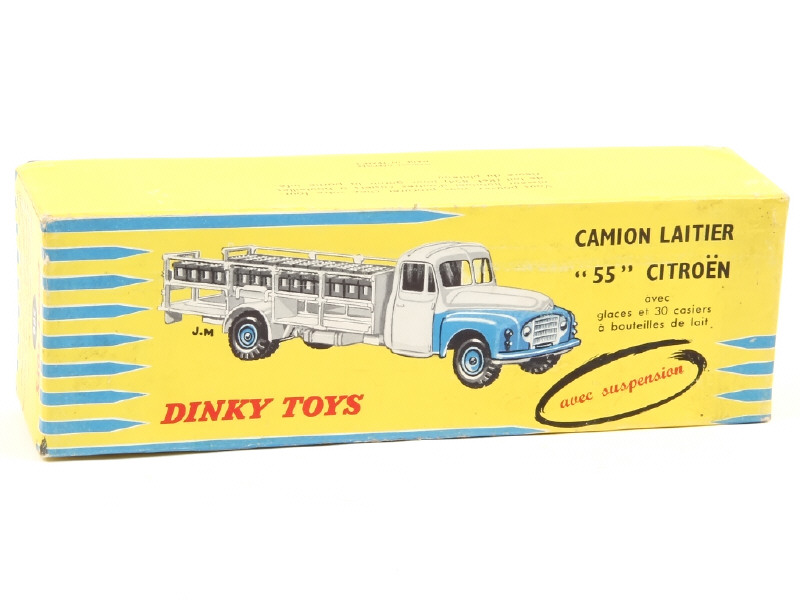 CAMION LAITIER
"55" CITROËN
avec
glaces et 30 casiers
à bouteilles de lait
J.M
DINKY TOYS
avec suspension